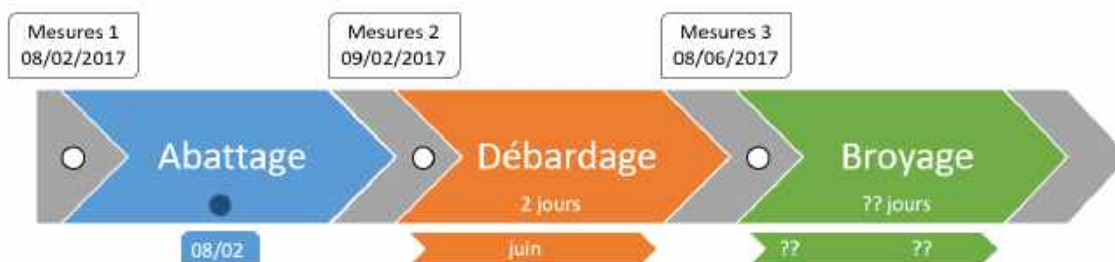 Mesures 1
08/02/2017
Mesures 2
09/02/2017
Mesures 3
08/06/2017
Abattage
Débardage
Broyage
2 jours
?? jours
08/02
juin
??
??